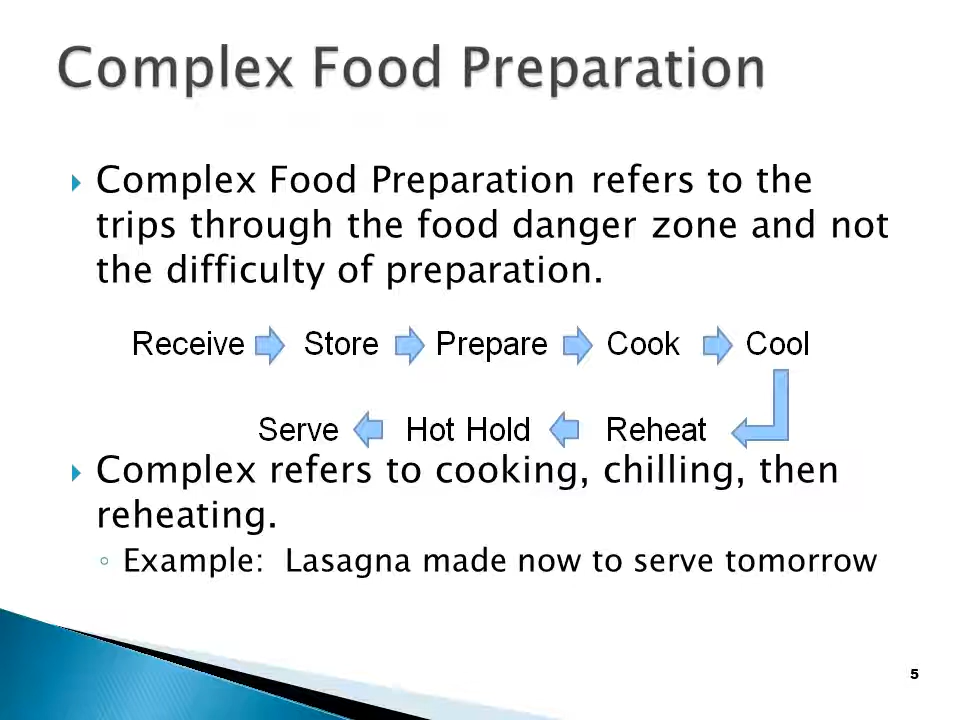 Complex Food Preparation
Complex Food Preparation refers to the
trips through the food danger zone and not
the difficulty of preparation.
Receive Store Prepare Cook Cool
Serve Hot Hold Reheat
Complex refers to cooking, chilling, then
reheating.
Example: Lasagna made now to serve tomorrow
5